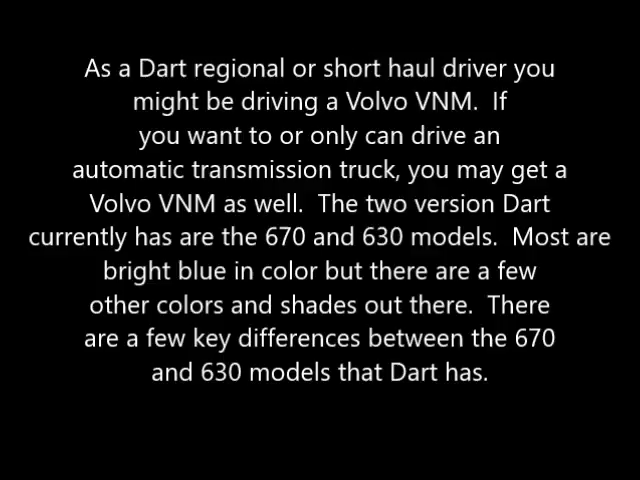 As a Dart regional or short haul driver you
might be driving a Volvo VNM.  If
you want to or only can drive an
automatic transmission truck, you may get a
Volvo VNM as well.  The two version Dart
currently has are the 670 and 630 models.  Most are
bright blue in color but there are a few
other colors and shades out there.  There
are a few key differences between the 670
and 630 models that Dart has.